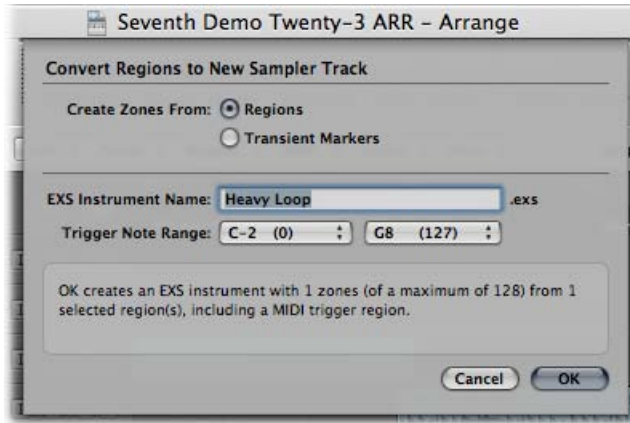 Seventh Demo Twenty-3 ARR – Arrange
Convert Regions to New Sampler Track
Create Zones From: Regions
Transient Markers
EXS Instrument Name: Heavy Loop .exs
Trigger Note Range: C-2 (0) G8 (127)
OK creates an EXS instrument with 1 zones (of a maximum of 128) from 1
selected region(s), including a MIDI trigger region.
Cancel OK